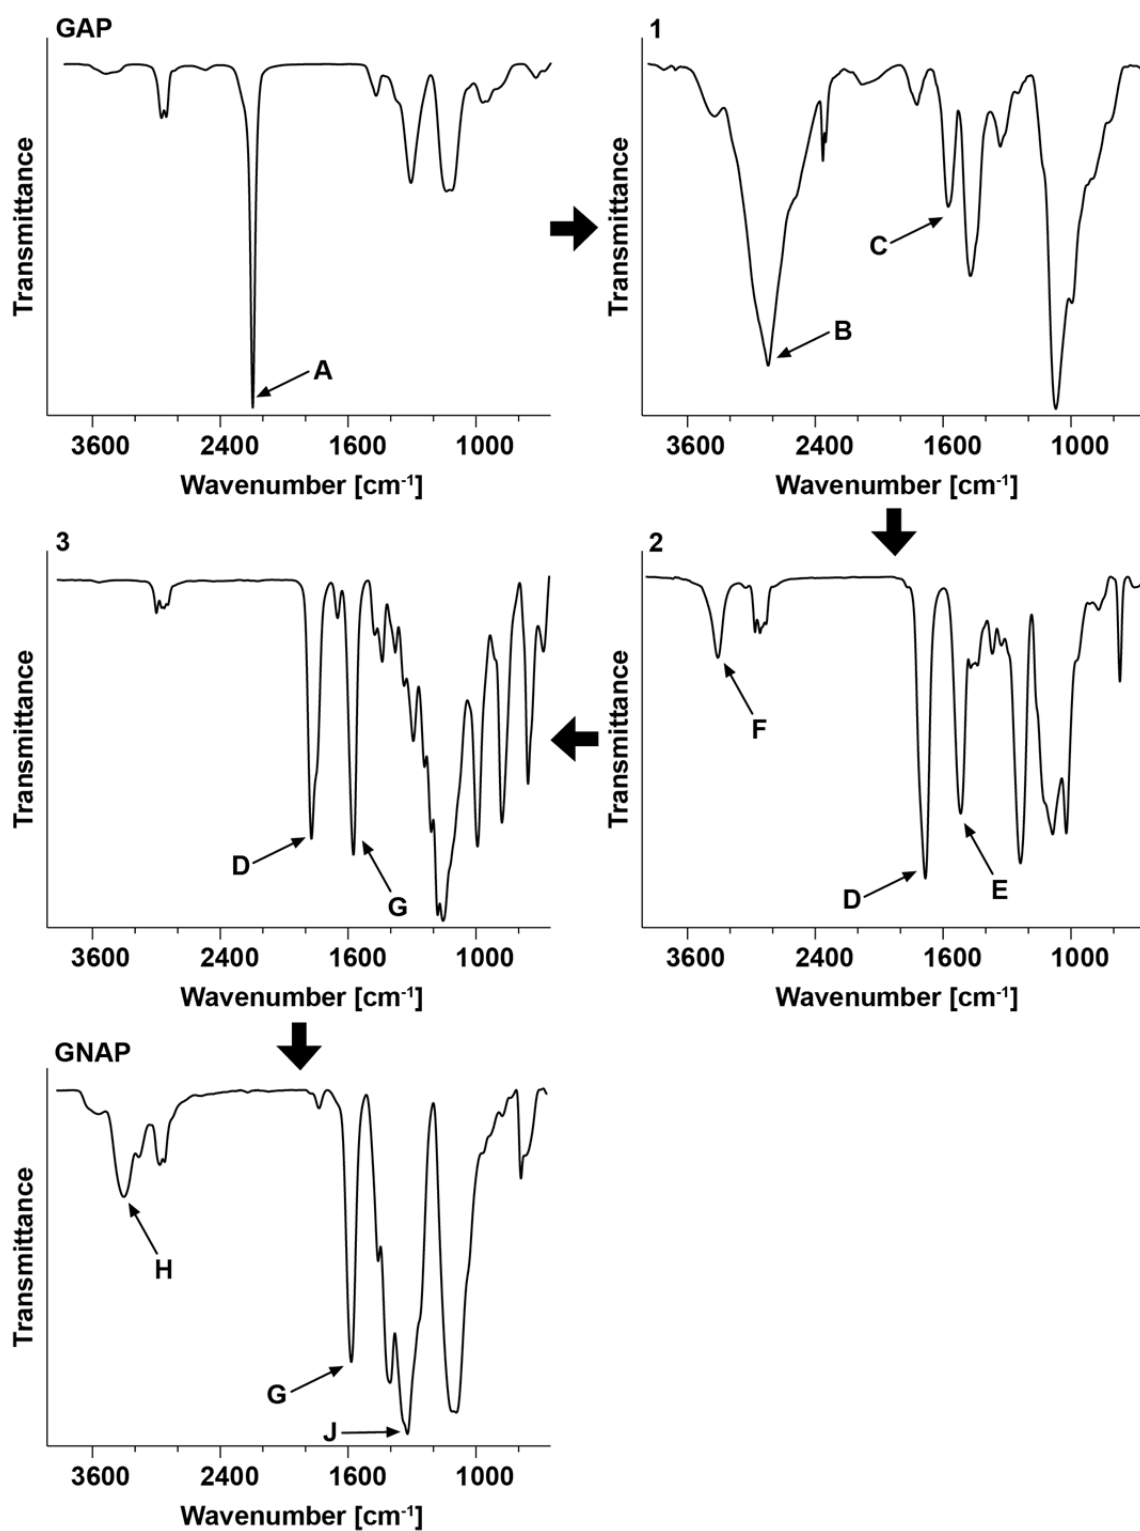 GAP
Transmittance
A
3600 2400 1600 1000
Wavenumber [cm-1]
1
Transmittance
B
C
3600 2400 1600 1000
Wavenumber [cm-1]
3
Transmittance
D
G
3600 2400 1600 1000
Wavenumber [cm-1]
2
Transmittance
F
D
E
3600 2400 1600 1000
Wavenumber [cm-1]
GNAP
Transmittance
H
G
J
3600 2400 1600 1000
Wavenumber [cm-1]